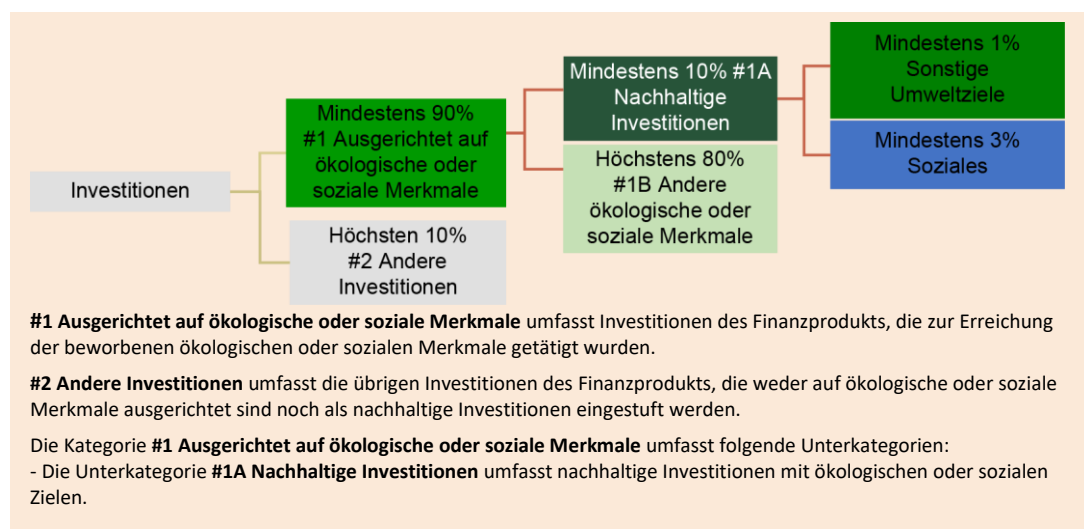 Investitionen
Mindestens 90%
#1 Ausgerichtet auf
ökologische oder
soziale Merkmale
Höchsten 10%
#2 Andere
Investitionen
Mindestens 10% #1A
Nachhaltige
Investitionen
Höchstens 80%
#1B Andere
ökologische oder
soziale Merkmale
Mindestens 1%
Sonstige
Umweltziele
Mindestens 3%
Soziales
#1 Ausgerichtet auf ökologische oder soziale Merkmale umfasst Investitionen des Finanzprodukts, die zur Erreichung
der beworbenen ökologischen oder sozialen Merkmale getätigt wurden.
#2 Andere Investitionen umfasst die übrigen Investitionen des Finanzprodukts, die weder auf ökologische oder soziale
Merkmale ausgerichtet sind noch als nachhaltige Investitionen eingestuft werden.
Die Kategorie #1 Ausgerichtet auf ökologische oder soziale Merkmale umfasst folgende Unterkategorien:
- Die Unterkategorie #1A Nachhaltige Investitionen umfasst nachhaltige Investitionen mit ökologischen oder sozialen
Zielen.